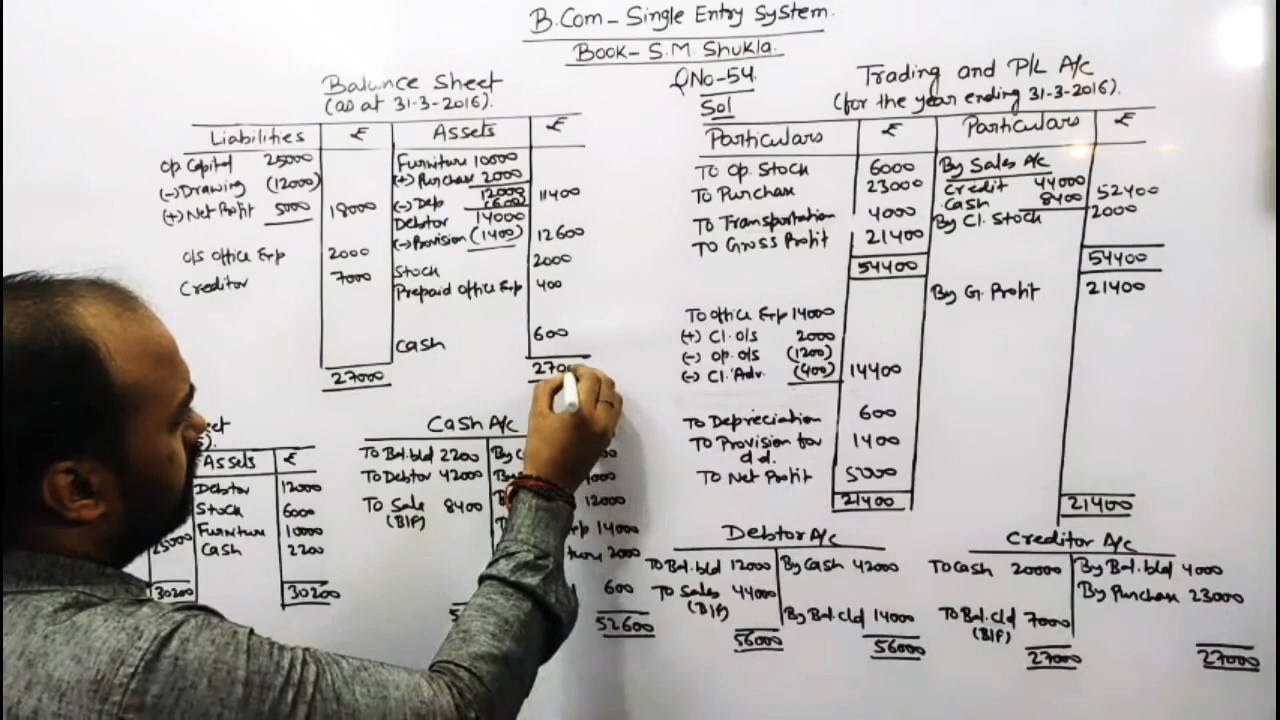 B.Com - Single Entry System.
Book - S.M. Shukla.
QNo-54.
Sol
Balance Sheet
(as at 31-3-2016).
Liabilities ₹ Assets ₹
Op. Capital 25000
(-) Drawing (12000)
(+) Net Profit 5000 18000
O/s Office Exp 2000
Creditor 7000
27000
Furniture 10000
(+) Purchase 2000
12000
(-) Dep (600) 11400
Debtor 14000
(-) Provision (1400) 12600
Stock 2000
Prepaid Office Exp 400
Cash 600
Trading and P/L A/c
(for the year ending 31-3-2016).
Particulars ₹ Particulars ₹
To Op. Stock 6000
To Purchase 23000
To Transportation 4000
To Gross Profit 21400
54400
By Sales A/c
Credit 44000
Cash 8400 52400
By Cl. Stock 2000
54400
By G. Profit 21400
To Office Exp 14000
(+) Cl. o/s 2000
(-) Op. o/s (1200)
(-) Cl. Adv. (400) 14400
To Depreciation 600
To Provision for
d.d. 1400
To Net Profit 5000
21400
21400
Assets ₹
Debtor 12000
Stock 6000
Furniture 10000
Cash 2200
25000
30200
30200
Cash A/c
To Bal. b/d 2200
To Debtor 42000
To Sale 8400
(B/F)
12000
14000
2000
600
52600
Debtor A/c
To Bal. b/d 12000 By Cash 42000
To Sales 44000
(B/F)
By Bal. c/d 14000
56000 56000
Creditor A/c
To Cash 20000 By Bal. b/d 4000
By Purchase 23000
To Bal. c/d 7000
(B/F)
27000 27000